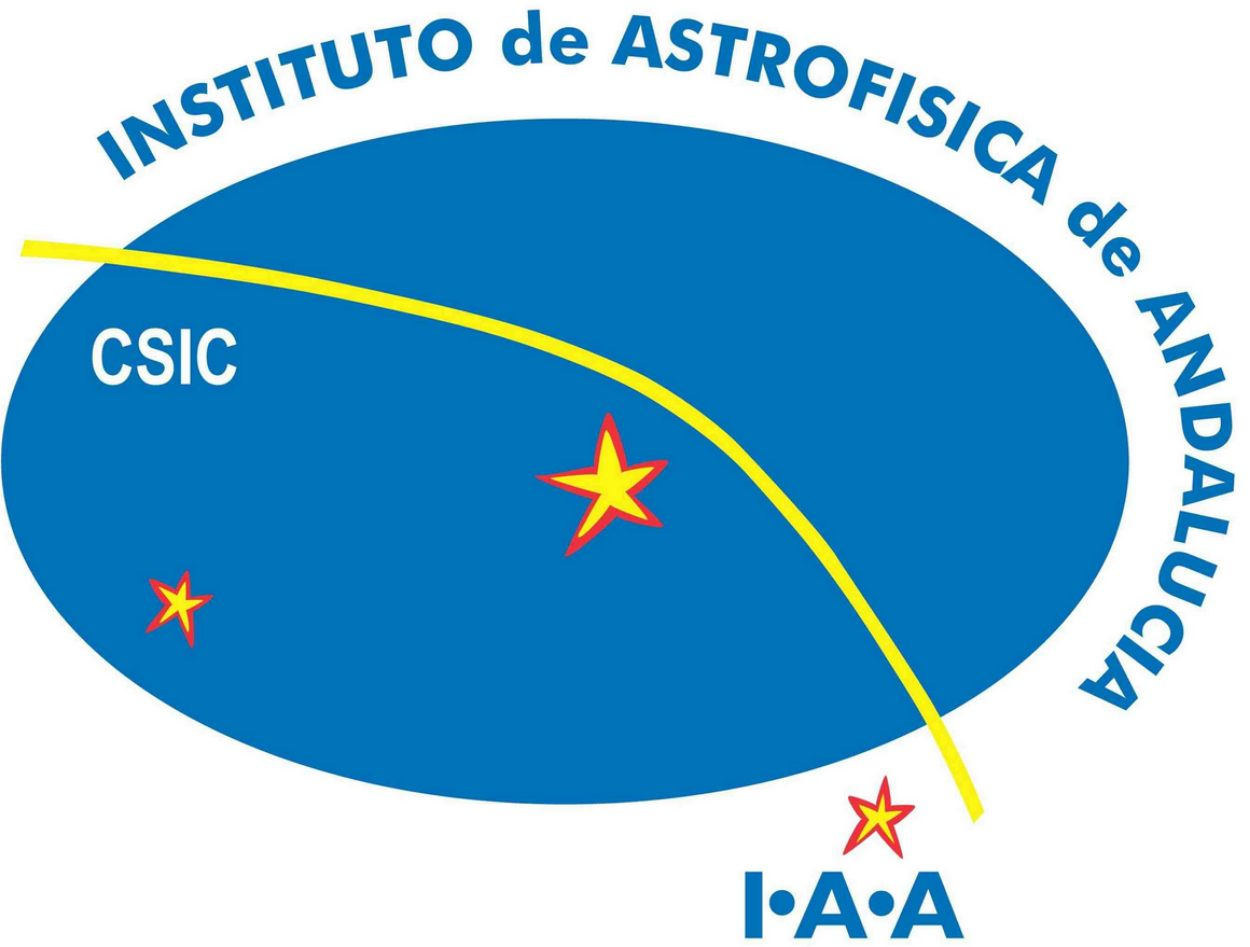 INSTITUTO de ASTROFISICA de ANDALUCIA
CSIC
I•A•A